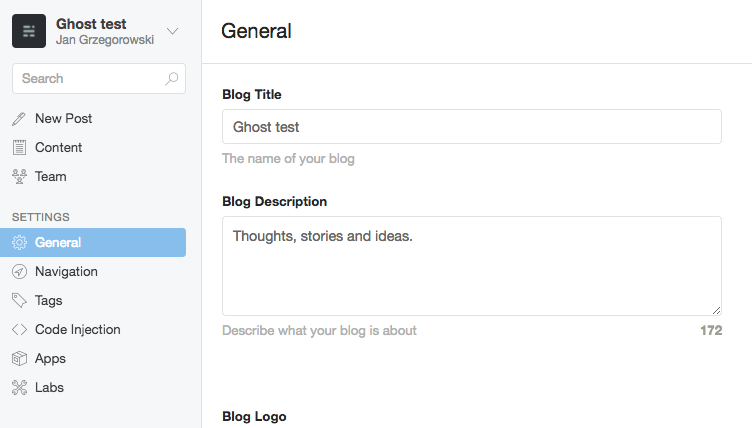 Ghost test
Jan Grzegorowski
Search
New Post
Content
Team
SETTINGS
General
Navigation
Tags
Code Injection
Apps
Labs
General
Blog Title
Ghost test
The name of your blog
Blog Description
Thoughts, stories and ideas.
Describe what your blog is about 172
Blog Logo